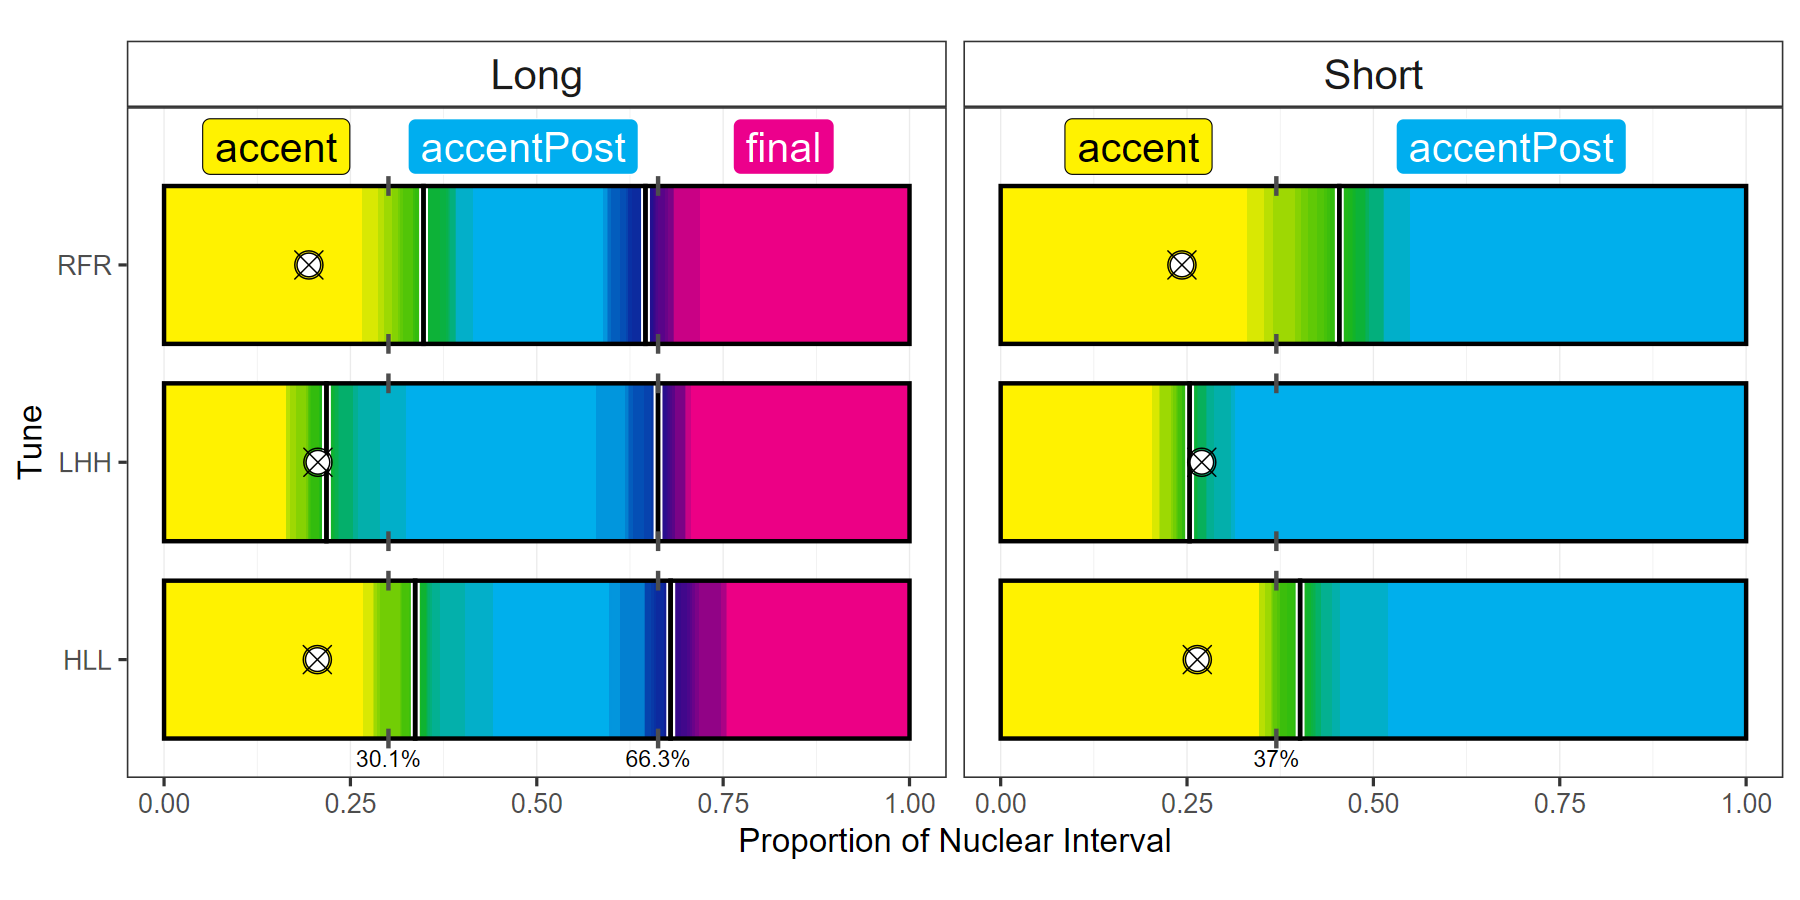 Long
Short
accent accentPost final
accent accentPost
RFR
LHH
HLL
Tune
30.1% 66.3%
37%
0.00 0.25 0.50 0.75 1.00
0.00 0.25 0.50 0.75 1.00
Proportion of Nuclear Interval